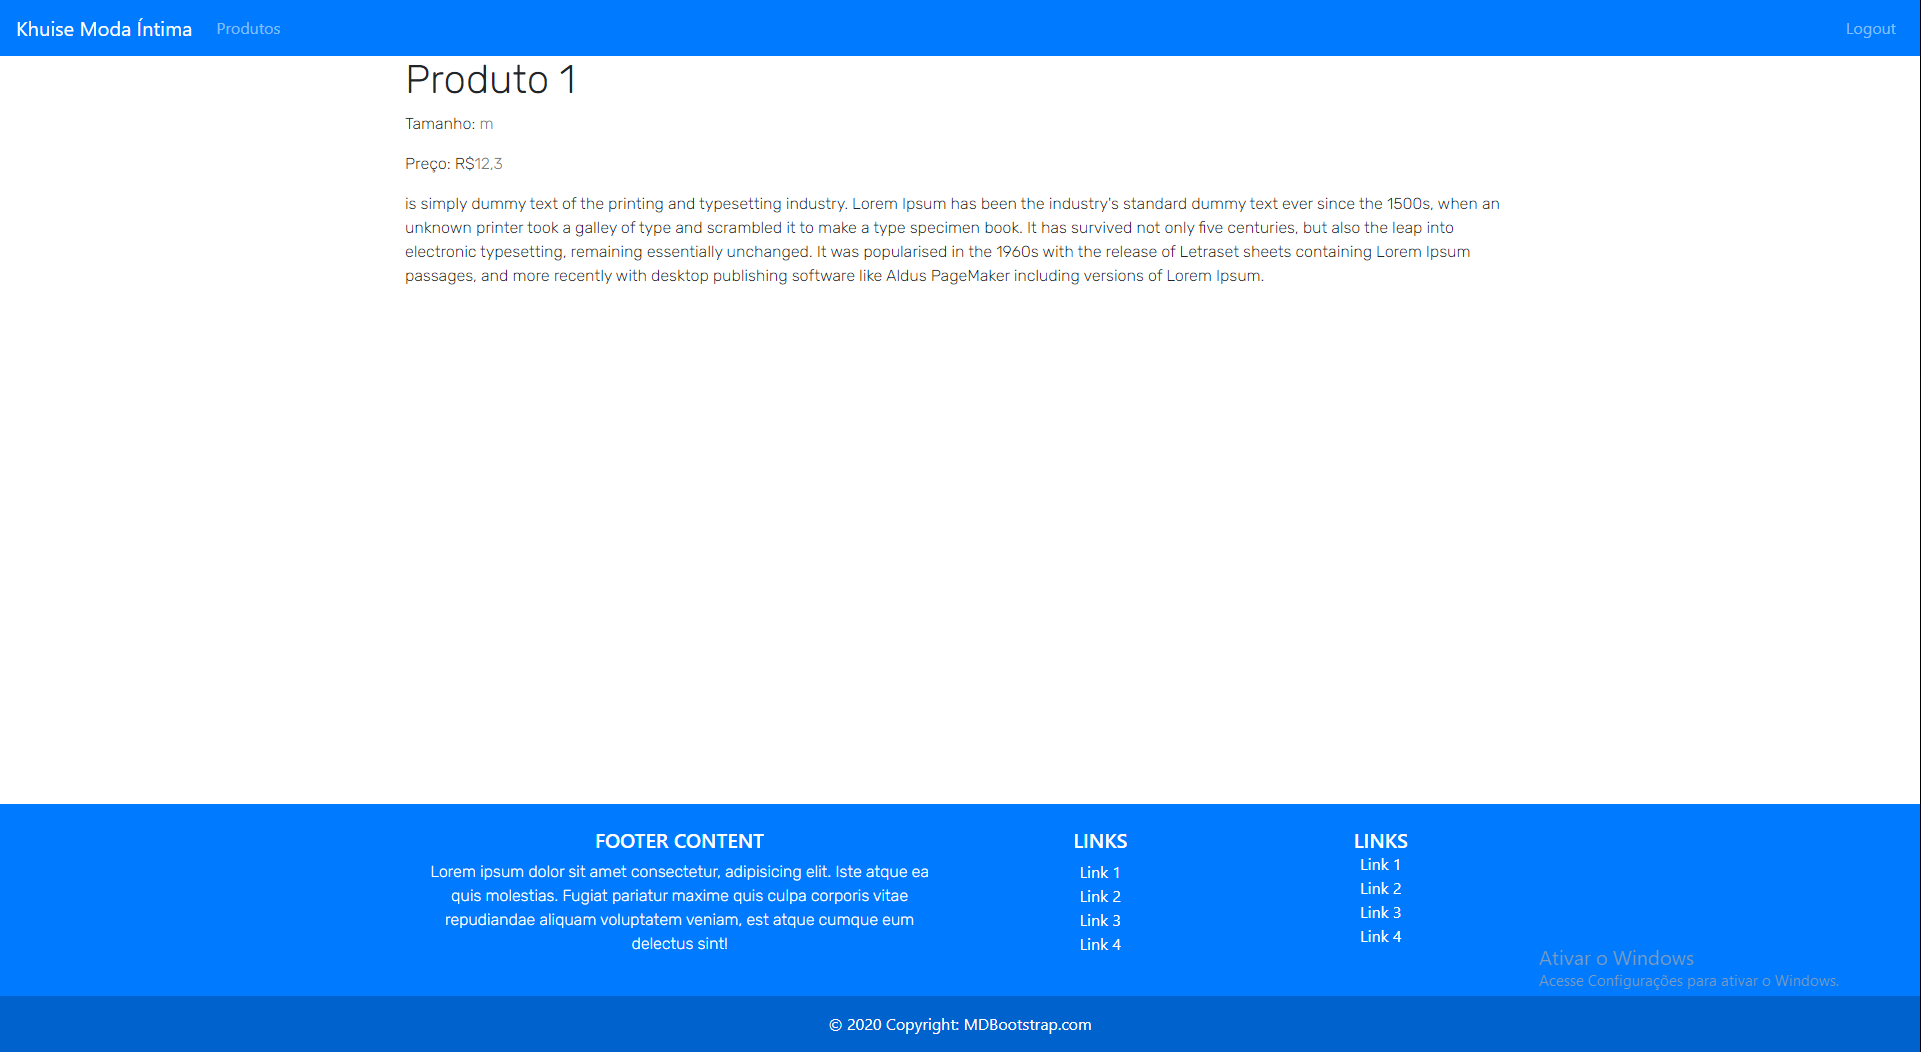 Khuise Moda Íntima Produtos Logout
Produto 1
Tamanho: m
Preço: R$12,3
is simply dummy text of the printing and typesetting industry. Lorem Ipsum has been the industry's standard dummy text ever since the 1500s, when an
unknown printer took a galley of type and scrambled it to make a type specimen book. It has survived not only five centuries, but also the leap into
electronic typesetting, remaining essentially unchanged. It was popularised in the 1960s with the release of Letraset sheets containing Lorem Ipsum
passages, and more recently with desktop publishing software like Aldus PageMaker including versions of Lorem Ipsum.
FOOTER CONTENT
Lorem ipsum dolor sit amet consectetur, adipisicing elit. Iste atque ea
quis molestias. Fugiat pariatur maxime quis culpa corporis vitae
repudiandae aliquam voluptatem veniam, est atque cumque eum
delectus sint!
LINKS
Link 1
Link 2
Link 3
Link 4
LINKS
Link 1
Link 2
Link 3
Link 4
Ativar o Windows
Acesse Configurações para ativar o Windows.
© 2020 Copyright: MDBootstrap.com